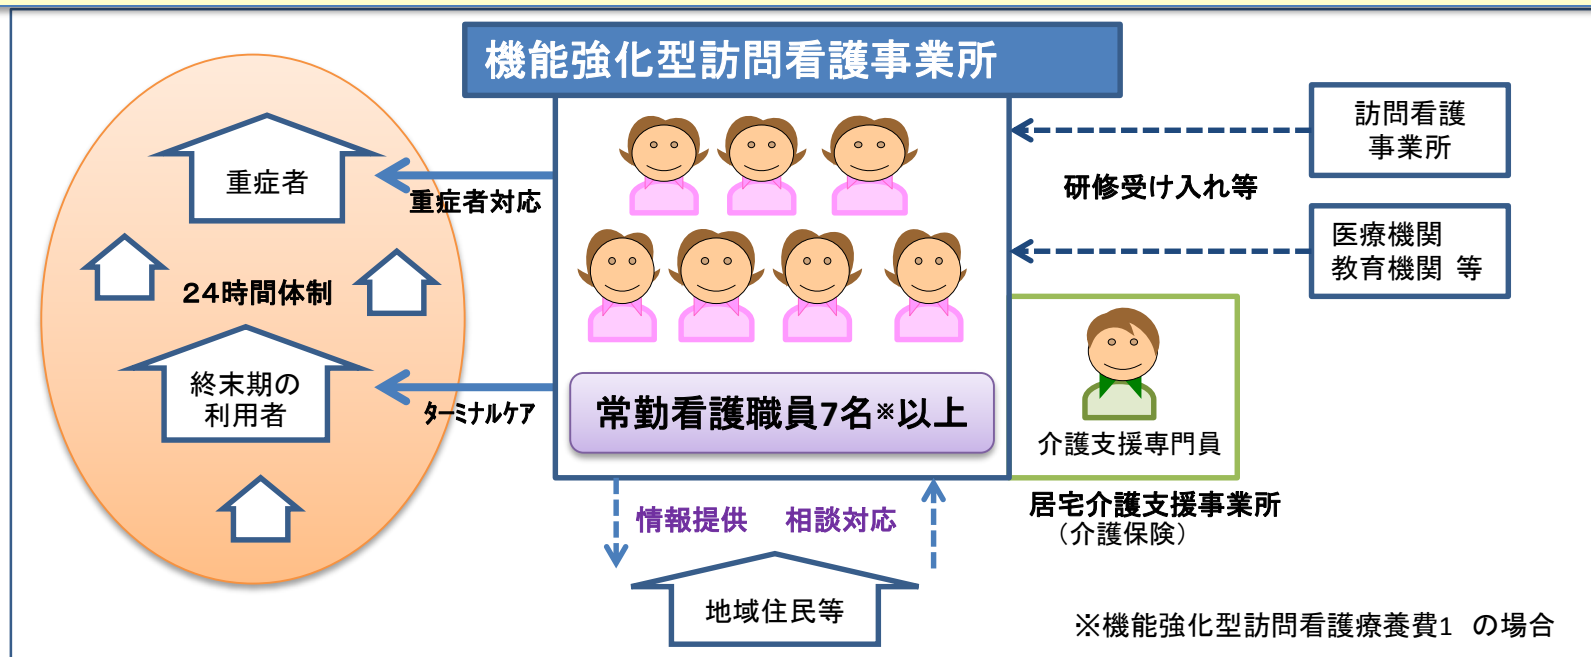 機能強化型訪問看護事業所
重症者
重症者対応
24時間体制
終末期の
利用者
ターミナルケア
常勤看護職員7名※以上
訪問看護
事業所
研修受け入れ等
医療機関
教育機関 等
介護支援専門員
居宅介護支援事業所
（介護保険）
情報提供 相談対応
地域住民等
※機能強化型訪問看護療養費1 の場合